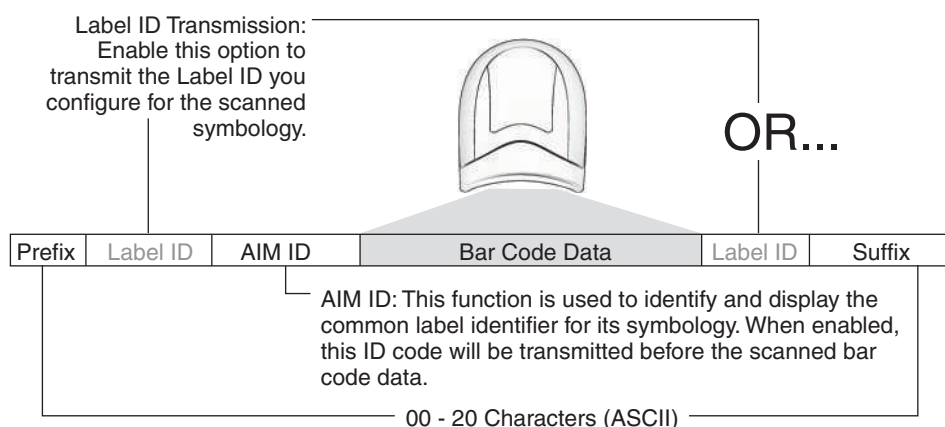 Label ID Transmission:
Enable this option to
transmit the Label ID you
configure for the scanned
symbology.
OR...
Prefix Label ID AIM ID Bar Code Data Label ID Suffix
AIM ID: This function is used to identify and display the
common label identifier for its symbology. When enabled,
this ID code will be transmitted before the scanned bar
code data.
00 - 20 Characters (ASCII)